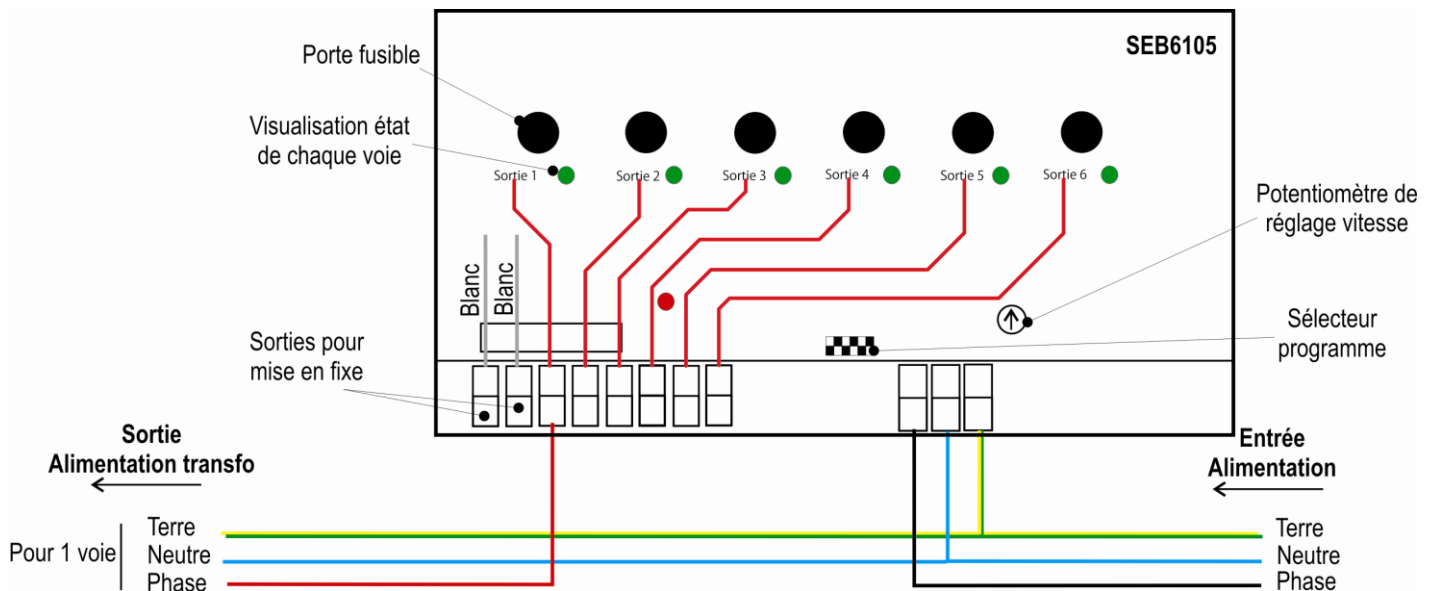 SEB6105
Porte fusible
Visualisation état
de chaque voie
Sortie 1
Sortie 2
Sortie 3
Sortie 4
Sortie 5
Sortie 6
Potentiomètre de
réglage vitesse
Blanc
Blanc
Sélecteur
programme
Sorties pour
mise en fixe
Sortie
Alimentation transfo
Entrée
Alimentation
Pour 1 voie
Terre
Neutre
Phase
Terre
Neutre
Phase